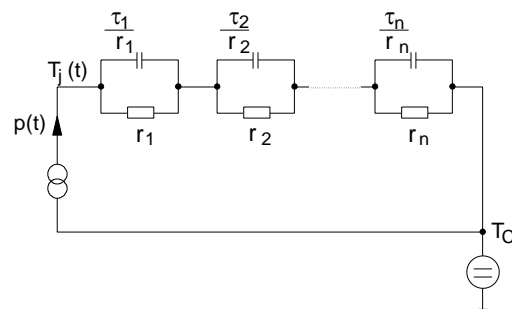 τ1/r1 τ2/r2 τn/rn
Tj(t)
r1 r2 rn
p(t)
TC